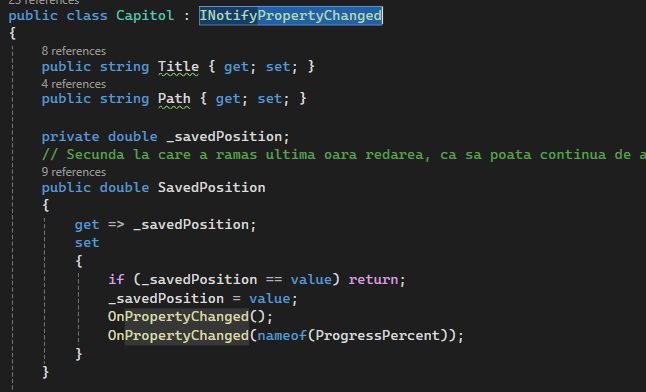 23 references
public class Capitol : INotifyPropertyChanged
{
8 references
public string Title { get; set; }
4 references
public string Path { get; set; }
private double _savedPosition;
// Secunda la care a ramas ultima oara redarea, ca sa poata continua de a
9 references
public double SavedPosition
{
get => _savedPosition;
set
{
if (_savedPosition == value) return;
_savedPosition = value;
OnPropertyChanged();
OnPropertyChanged(nameof(ProgressPercent));
}
}